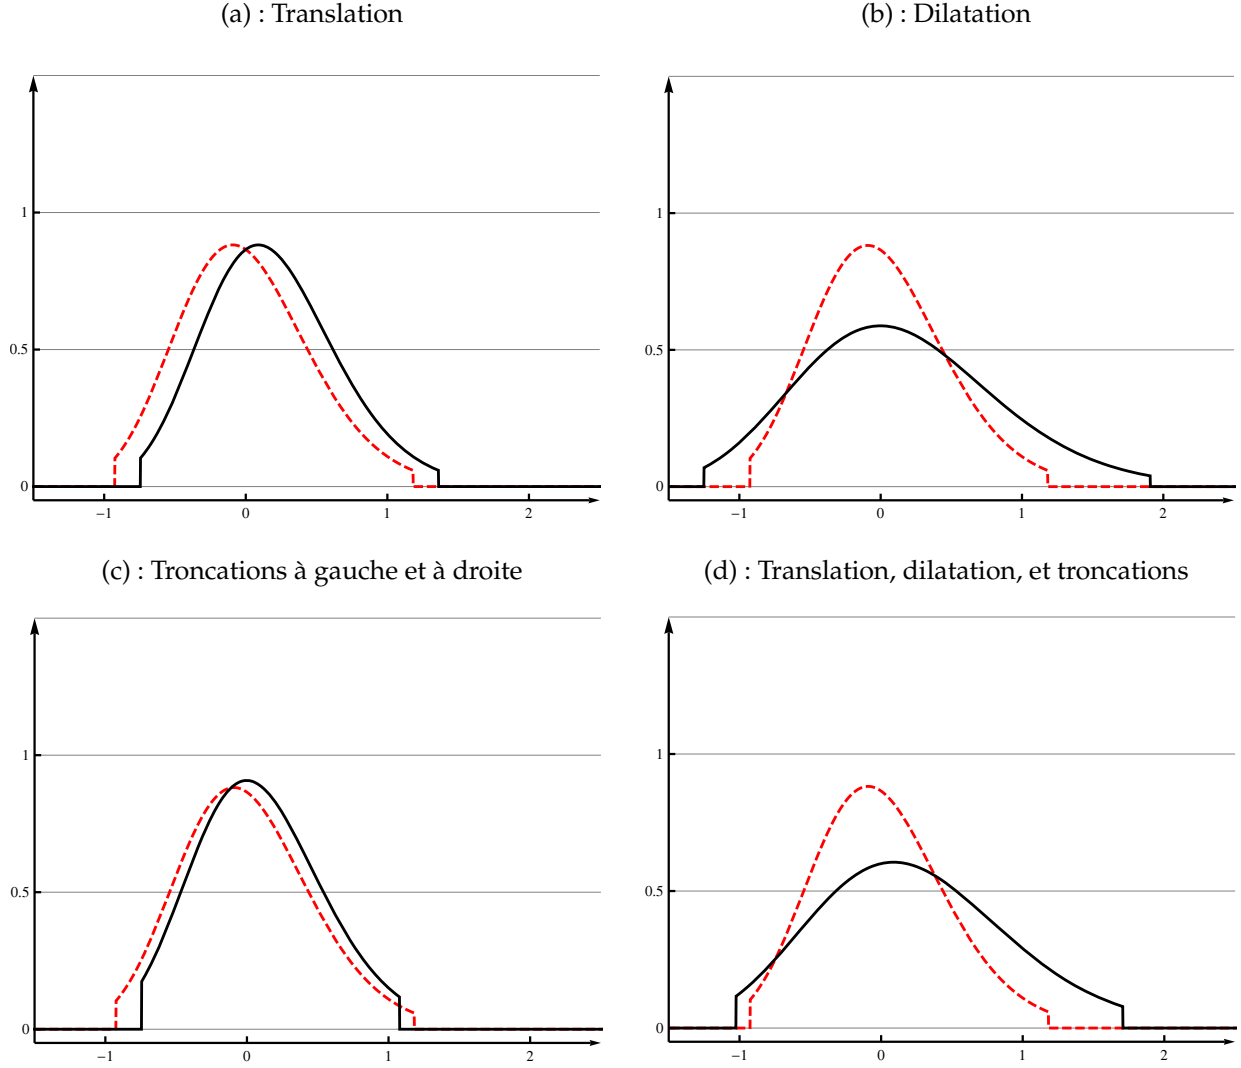 (a) : Translation
1
0.5
0
−1 0 1 2
(b) : Dilatation
1
0.5
0
−1 0 1 2
(c) : Troncations à gauche et à droite
1
0.5
0
−1 0 1 2
(d) : Translation, dilatation, et troncations
1
0.5
0
−1 0 1 2